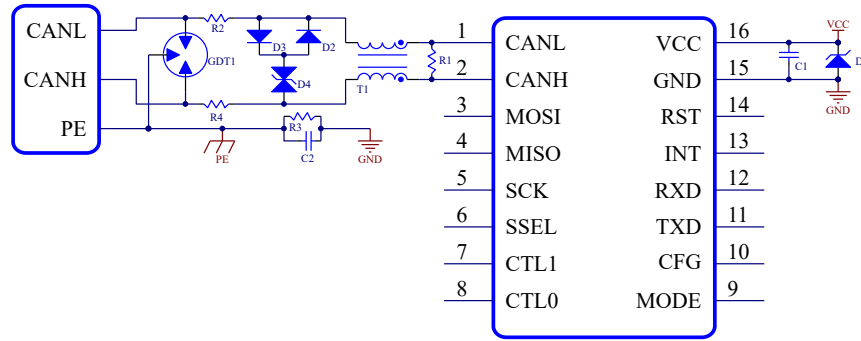 CANL
CANH
PE
GDT1
R2
R4
D3
D2
D4
T1
R1
R3
C2
PE
GND
1 CANL
2 CANH
3 MOSI
4 MISO
5 SCK
6 SSEL
7 CTL1
8 CTL0
VCC 16
GND 15
RST 14
INT 13
RXD 12
TXD 11
CFG 10
MODE 9
C1
VCC
D
GND